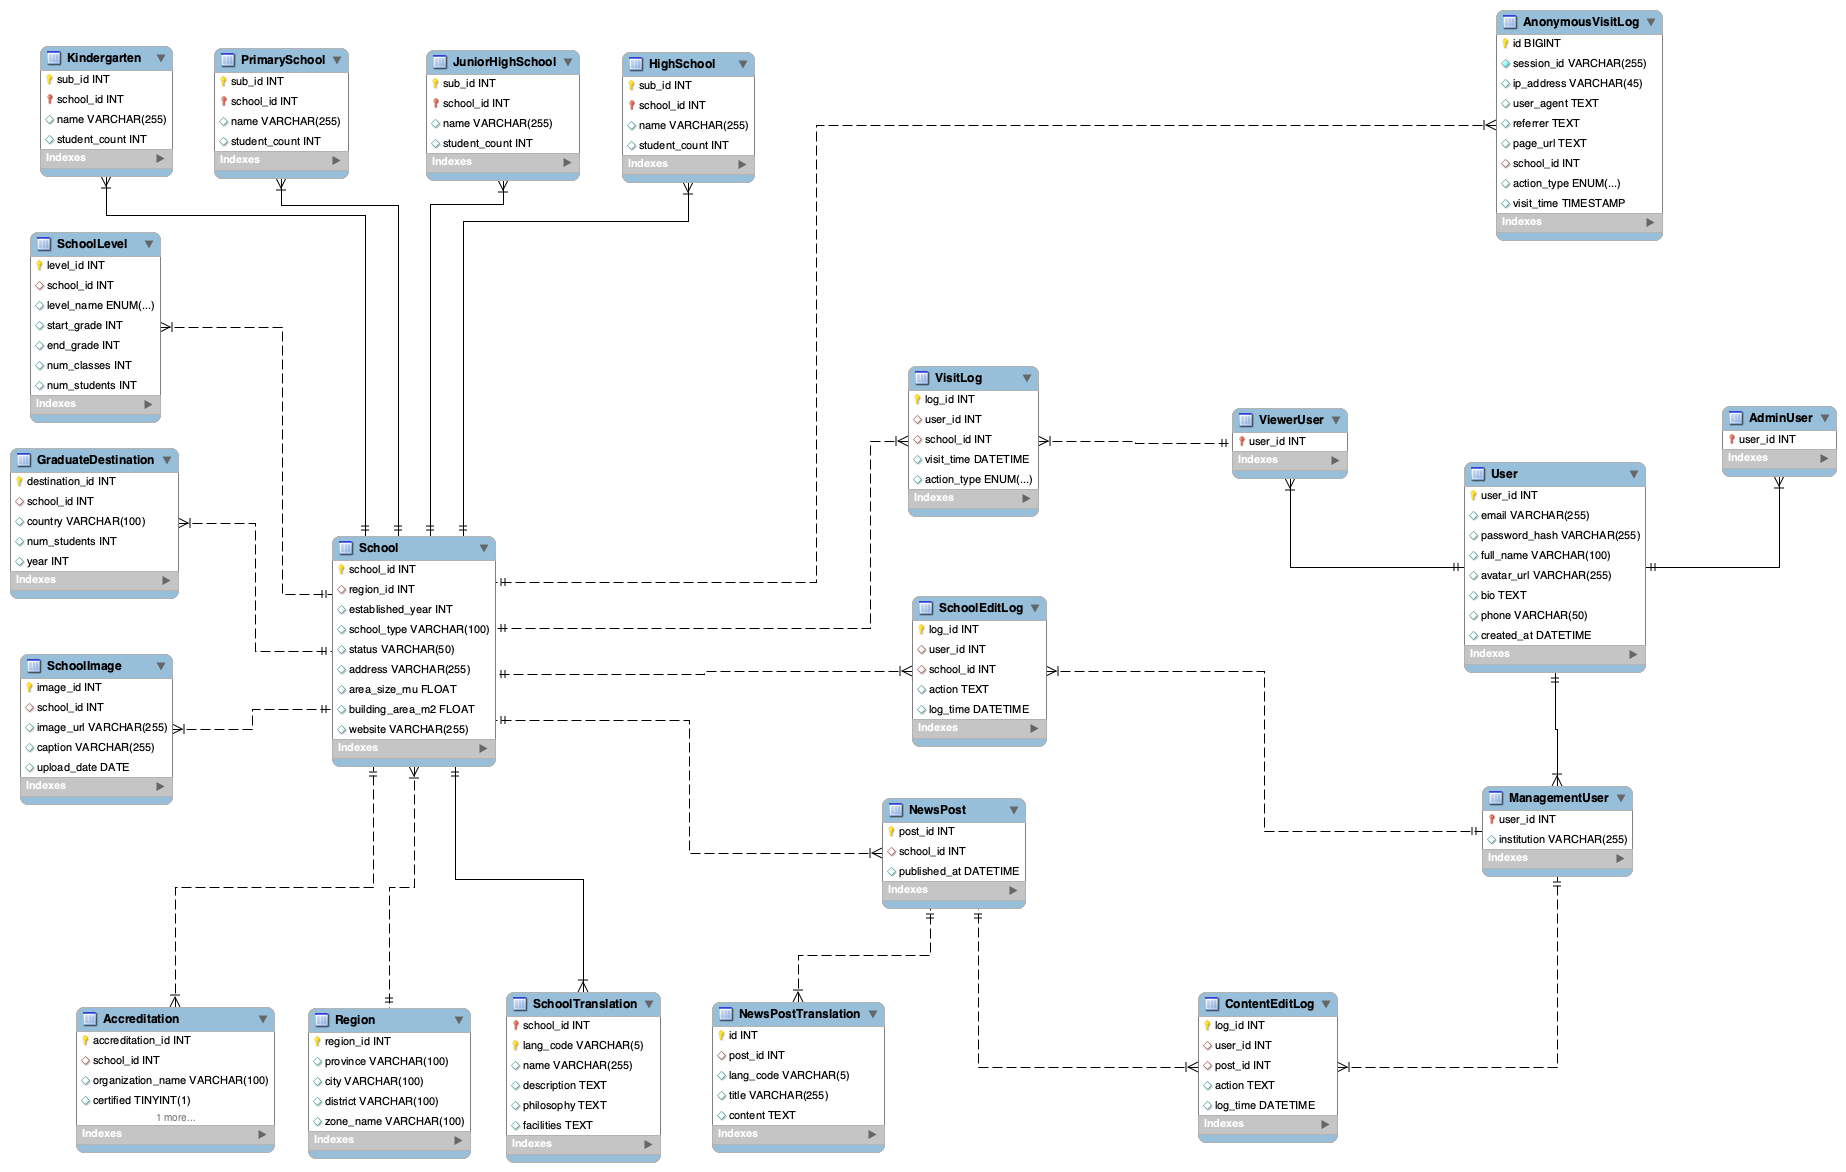 Kindergarten
sub_id INT
school_id INT
name VARCHAR(255)
student_count INT
Indexes
PrimarySchool
sub_id INT
school_id INT
name VARCHAR(255)
student_count INT
Indexes
JuniorHighSchool
sub_id INT
school_id INT
name VARCHAR(255)
student_count INT
Indexes
HighSchool
sub_id INT
school_id INT
name VARCHAR(255)
student_count INT
Indexes
AnonymousVisitLog
id BIGINT
session_id VARCHAR(255)
ip_address VARCHAR(45)
user_agent TEXT
referrer TEXT
page_url TEXT
school_id INT
action_type ENUM(...)
visit_time TIMESTAMP
Indexes
SchoolLevel
level_id INT
school_id INT
level_name ENUM(...)
start_grade INT
end_grade INT
num_classes INT
num_students INT
Indexes
VisitLog
log_id INT
user_id INT
school_id INT
visit_time DATETIME
action_type ENUM(...)
Indexes
ViewerUser
user_id INT
Indexes
AdminUser
user_id INT
Indexes
GraduateDestination
destination_id INT
school_id INT
country VARCHAR(100)
num_students INT
year INT
Indexes
User
user_id INT
email VARCHAR(255)
password_hash VARCHAR(255)
full_name VARCHAR(100)
avatar_url VARCHAR(255)
bio TEXT
phone VARCHAR(50)
created_at DATETIME
Indexes
School
school_id INT
region_id INT
established_year INT
school_type VARCHAR(100)
status VARCHAR(50)
address VARCHAR(255)
area_size_mu FLOAT
building_area_m2 FLOAT
website VARCHAR(255)
Indexes
SchoolEditLog
log_id INT
user_id INT
school_id INT
action TEXT
log_time DATETIME
Indexes
SchoolImage
image_id INT
school_id INT
image_url VARCHAR(255)
caption VARCHAR(255)
upload_date DATE
Indexes
ManagementUser
user_id INT
institution VARCHAR(255)
Indexes
NewsPost
post_id INT
school_id INT
published_at DATETIME
Indexes
Accreditation
accreditation_id INT
school_id INT
organization_name VARCHAR(100)
certified TINYINT(1)
1 more...
Indexes
Region
region_id INT
province VARCHAR(100)
city VARCHAR(100)
district VARCHAR(100)
zone_name VARCHAR(100)
Indexes
SchoolTranslation
school_id INT
lang_code VARCHAR(5)
name VARCHAR(255)
description TEXT
philosophy TEXT
facilities TEXT
Indexes
NewsPostTranslation
id INT
post_id INT
lang_code VARCHAR(5)
title VARCHAR(255)
content TEXT
Indexes
ContentEditLog
log_id INT
user_id INT
post_id INT
action TEXT
log_time DATETIME
Indexes